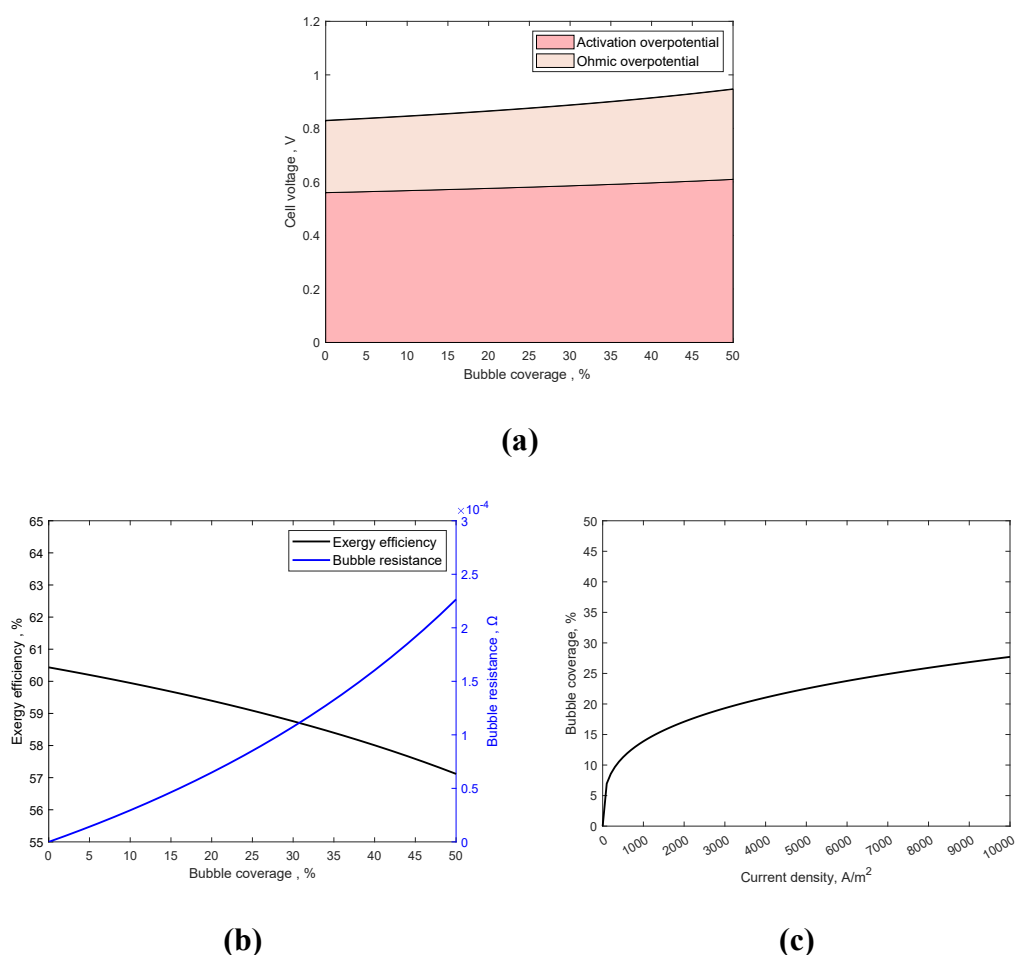 1.2
1
0.8
0.6
0.4
0.2
0
Cell voltage , V
Activation overpotential
Ohmic overpotential
0 5 10 15 20 25 30 35 40 45 50
Bubble coverage , %
(a)
65
64
63
62
61
60
59
58
57
56
55
Exergy efficiency , %
Exergy efficiency
Bubble resistance
×10⁻⁴
3
2.5
2
1.5
1
0.5
0
Bubble resistance , Ω
0 5 10 15 20 25 30 35 40 45 50
Bubble coverage , %
(b)
50
45
40
35
30
25
20
15
10
5
0
Bubble coverage, %
0 1000 2000 3000 4000 5000 6000 7000 8000 9000 10000
Current density, A/m²
(c)